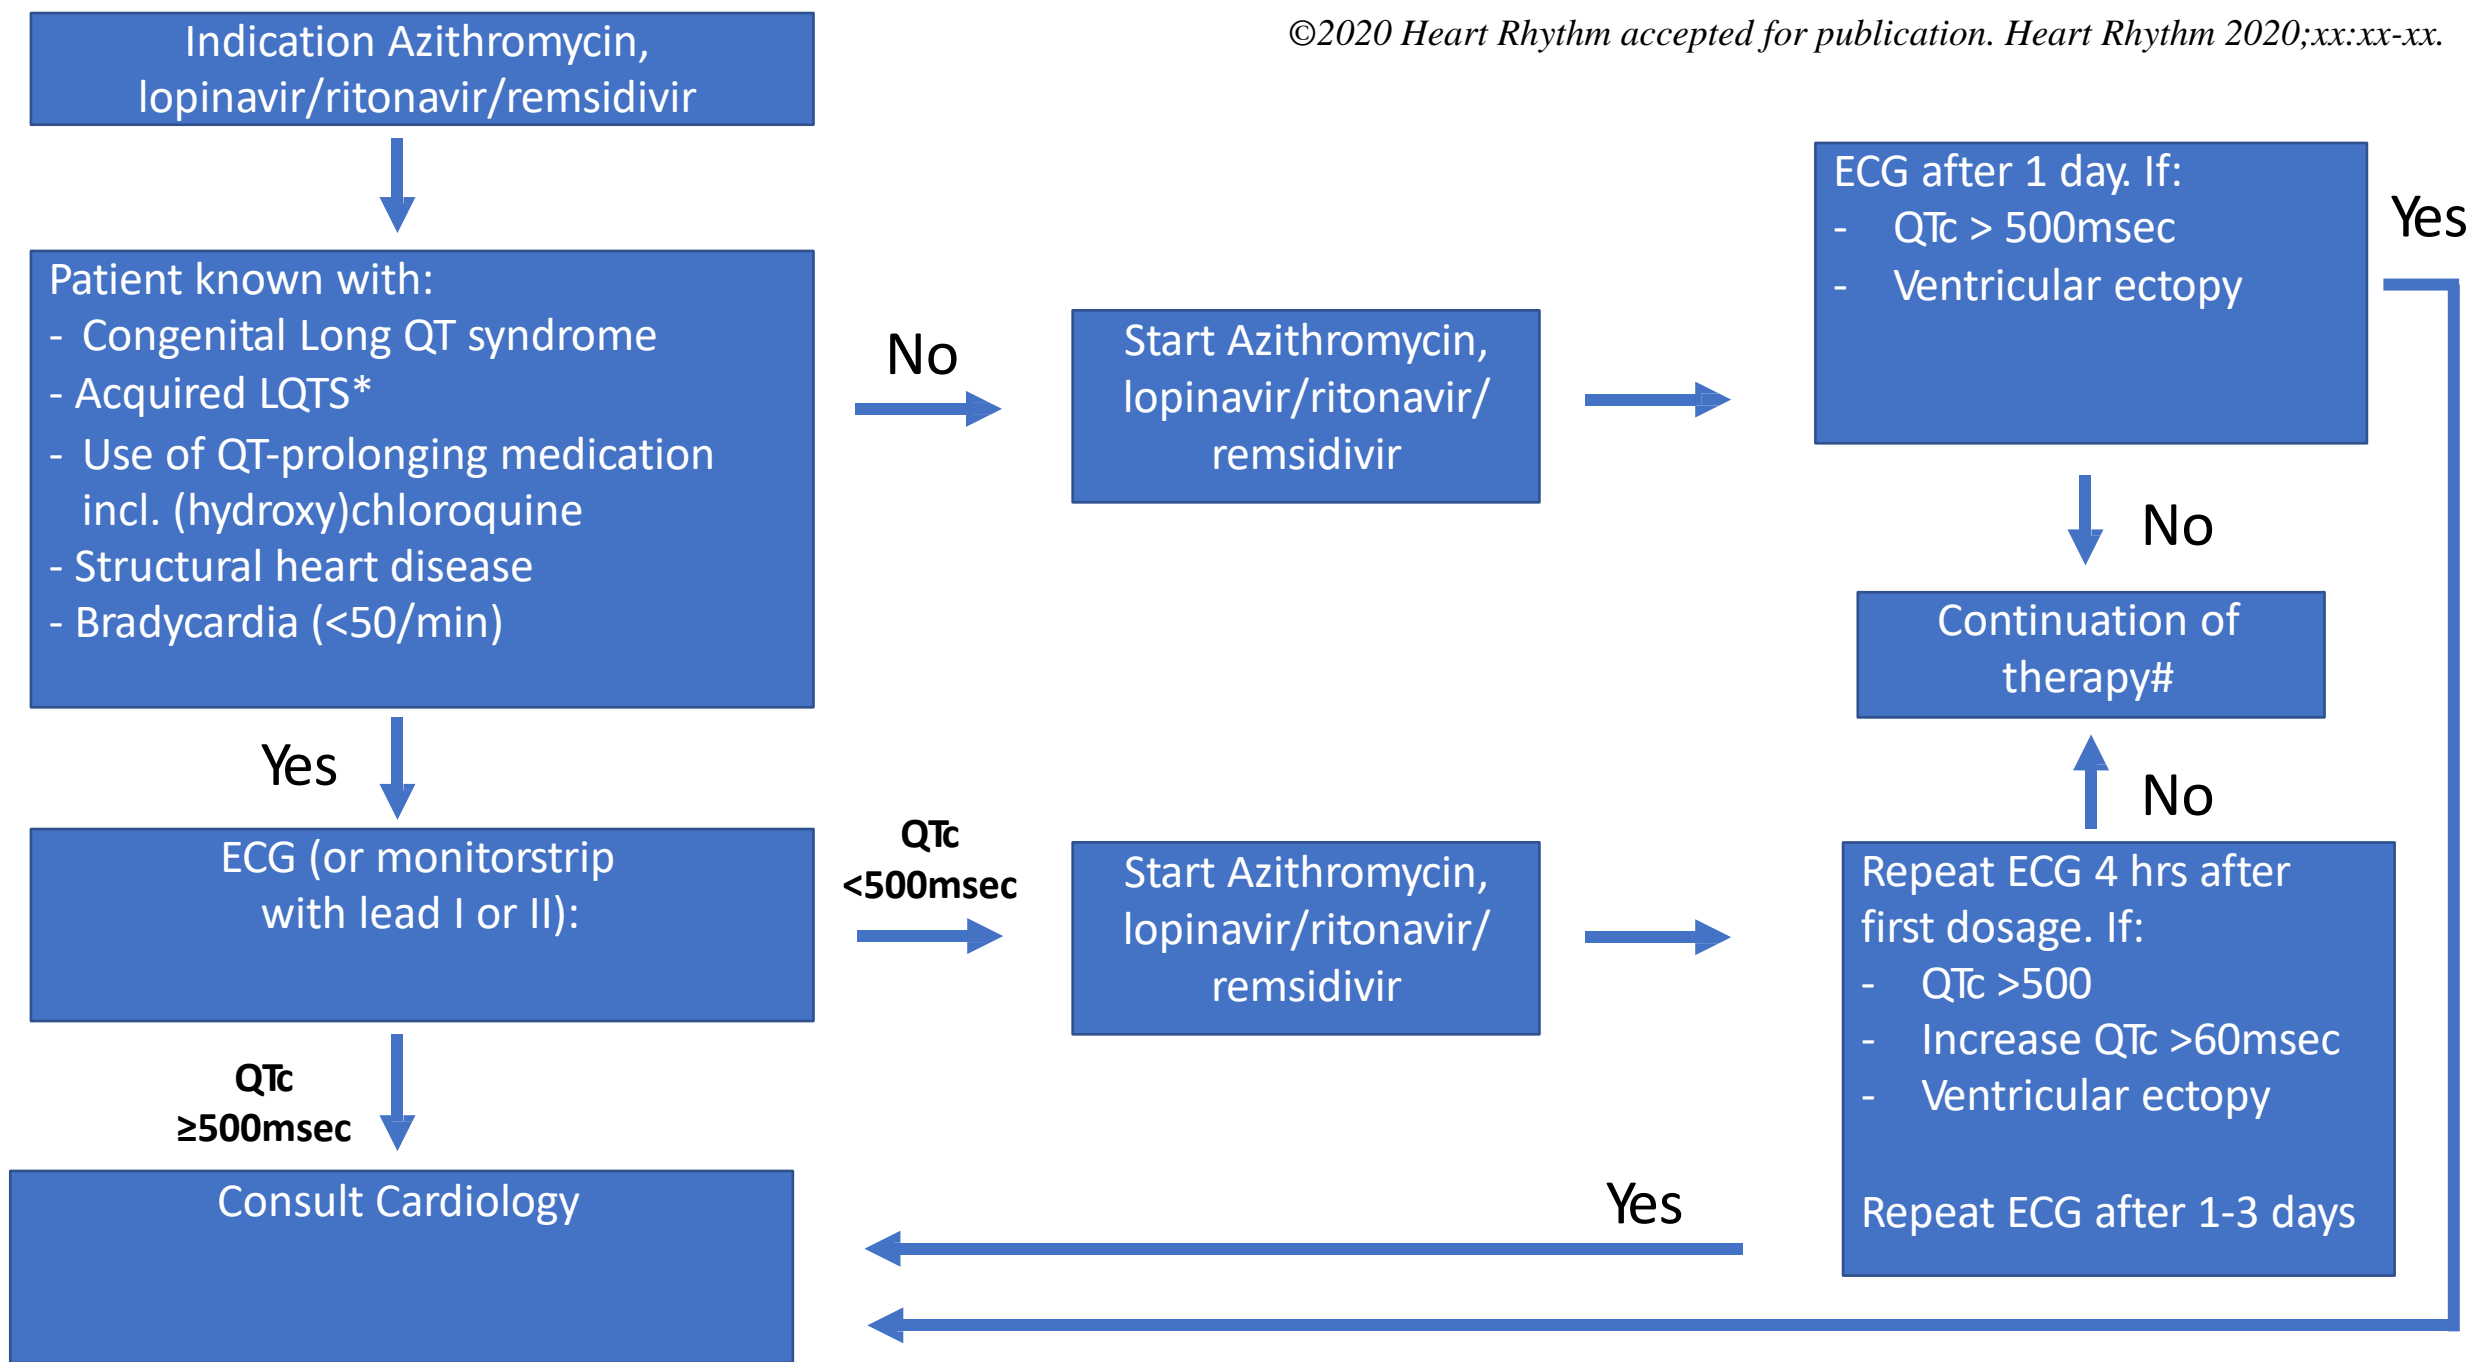 ©2020 Heart Rhythm accepted for publication. Heart Rhythm 2020;xx:xx-xx.
Indication Azithromycin,
lopinavir/ritonavir/remsidivir
Patient known with:
- Congenital Long QT syndrome
- Acquired LQTS*
- Use of QT-prolonging medication
incl. (hydroxy)chloroquine
- Structural heart disease
- Bradycardia (<50/min)
No
Start Azithromycin,
lopinavir/ritonavir/
remsidivir
ECG after 1 day. If:
- QTc > 500msec
- Ventricular ectopy
Yes
No
Continuation of
therapy#
Yes
ECG (or monitorstrip
with lead I or II):
QTc
<500msec
Start Azithromycin,
lopinavir/ritonavir/
remsidivir
No
Repeat ECG 4 hrs after
first dosage. If:
- QTc >500
- Increase QTc >60msec
- Ventricular ectopy
Repeat ECG after 1-3 days
QTc
≥500msec
Yes
Consult Cardiology